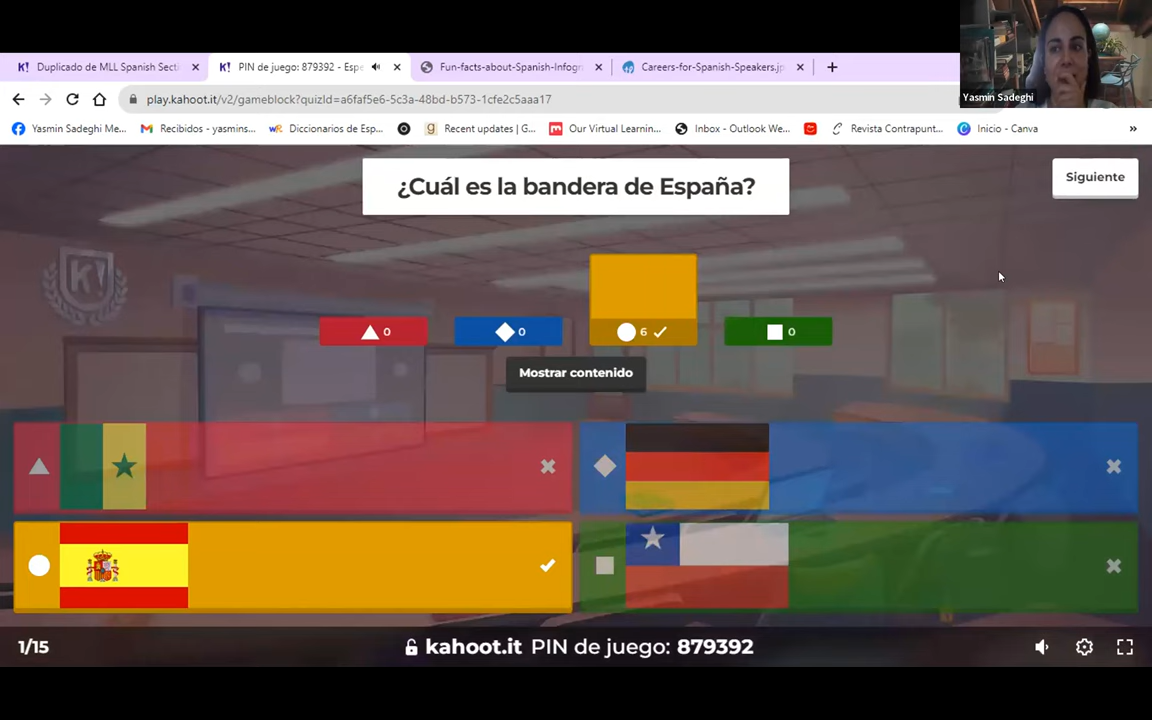 Duplicado de MLL Spanish Secti
PIN de juego: 879392 - Espe
Fun-facts-about-Spanish-Infogr
Careers-for-Spanish-Speakers.jp
Yasmin Sadeghi
play.kahoot.it/v2/gameblock?quizId=a6faf5e6-5c3a-48bd-b573-1cfe2c5aaa17
Yasmin Sadeghi Me...
Recibidos - yasmins...
Diccionarios de Esp...
Recent updates | G...
Our Virtual Learnin...
Inbox - Outlook We...
Revista Contrapunt...
Inicio - Canva
¿Cuál es la bandera de España?
Siguiente
0
0
6
0
Mostrar contenido
1/15
kahoot.it PIN de juego: 879392